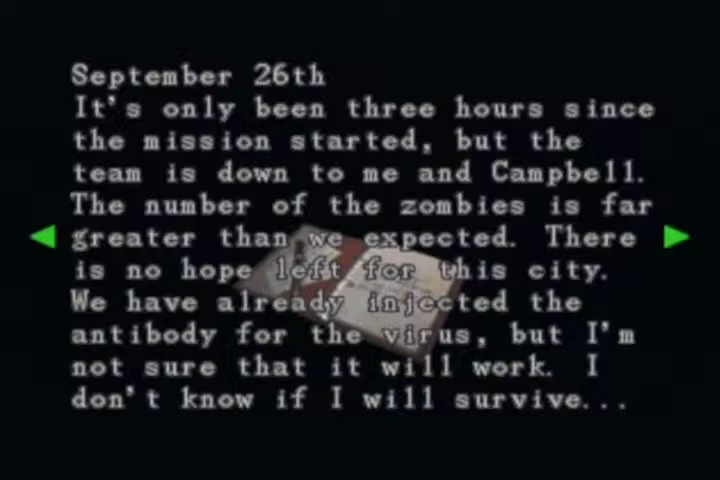 September 26th
It's only been three hours since
the mission started, but the
team is down to me and Campbell.
The number of the zombies is far
greater than we expected. There
is no hope left for this city.
We have already injected the
antibody for the virus, but I'm
not sure that it will work. I
don't know if I will survive...